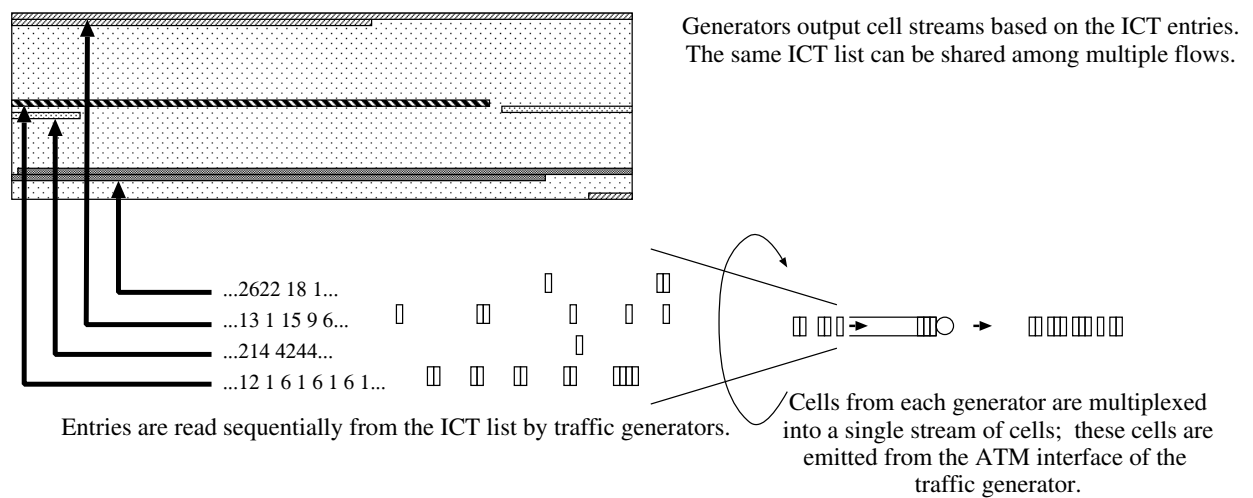 Generators output cell streams based on the ICT entries.
The same ICT list can be shared among multiple flows.
...2622 18 1...
...13 1 15 9 6...
...214 4244...
...12 1 6 1 6 1 6 1...
Entries are read sequentially from the ICT list by traffic generators.
Cells from each generator are multiplexed
into a single stream of cells;  these cells are
emitted from the ATM interface of the
traffic generator.